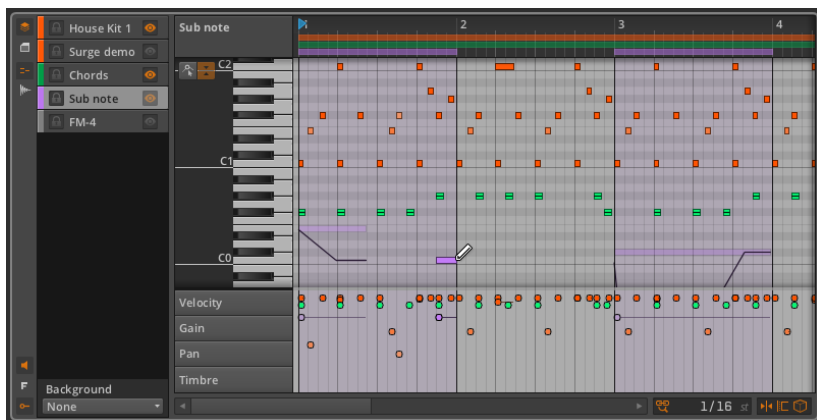 House Kit 1
Surge demo
Chords
Sub note
FM-4
Background
None
F
Sub note
2
3
4
C2
C1
C0
Velocity
Gain
Pan
Timbre
1/16